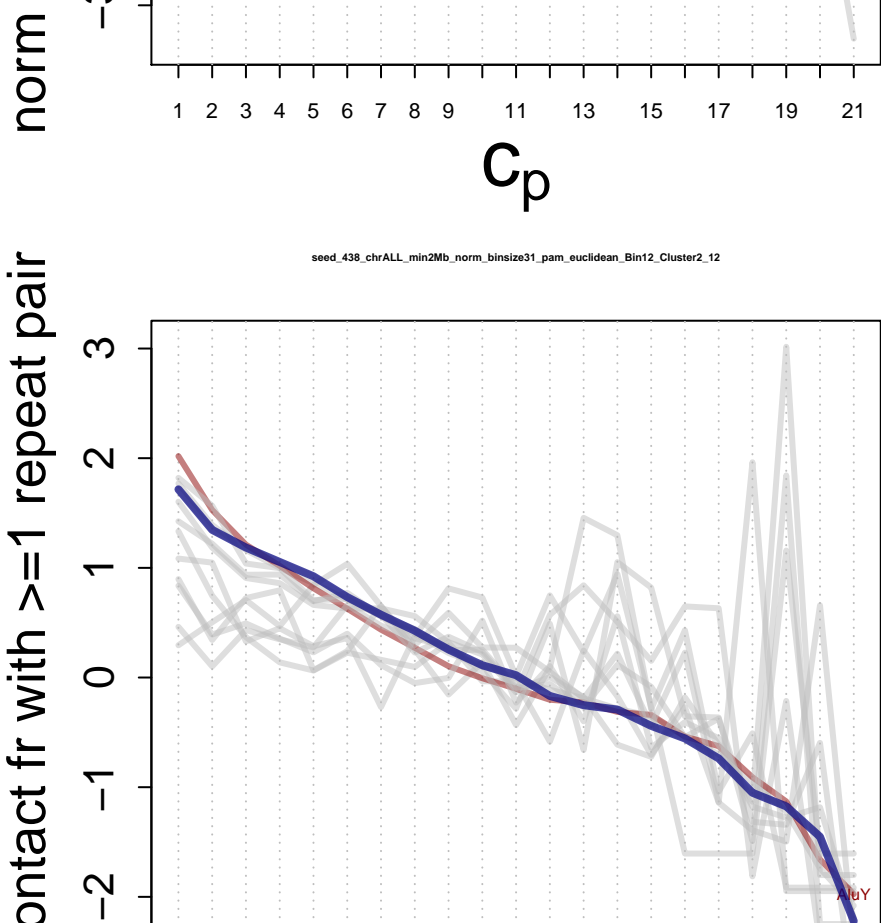 norm
1 2 3 4 5 6 7 8 9 11 13 15 17 19 21
cp
seed_438_chrALL_min2Mb_norm_binsize31_pam_euclidean_Bin12_Cluster2_12
with >=1 repeat pair
fr
3
2
1
0
−1
−2
AluY